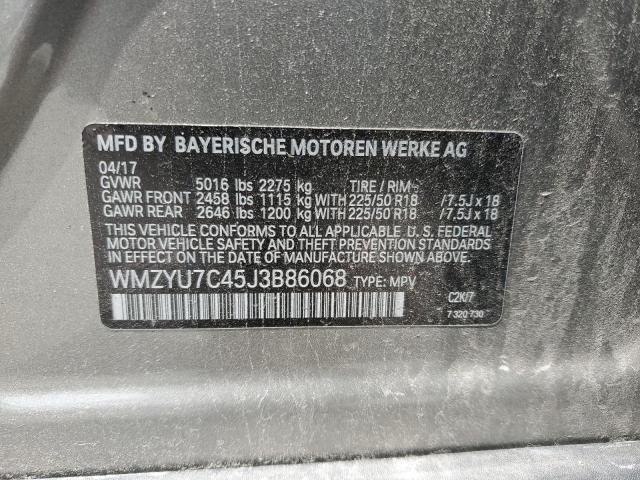 MFD BY BAYERISCHE MOTOREN WERKE AG
04/17
GVWR 5016 lbs 2275 kg TIRE / RIM
GAWR FRONT 2458 lbs 1115 kg WITH 225/50 R18 /7.5J x 18
GAWR REAR 2646 lbs 1200 kg WITH 225/50 R18 /7.5J x 18
THIS VEHICLE CONFORMS TO ALL APPLICABLE U. S. FEDERAL
MOTOR VEHICLE SAFETY AND THEFT PREVENTION STANDARDS
IN EFFECT ON THE DATE OF MANUFACTURE SHOWN ABOVE.
WMZYU7C45J3B86068 TYPE: MPV
C2K/7
7 320 730